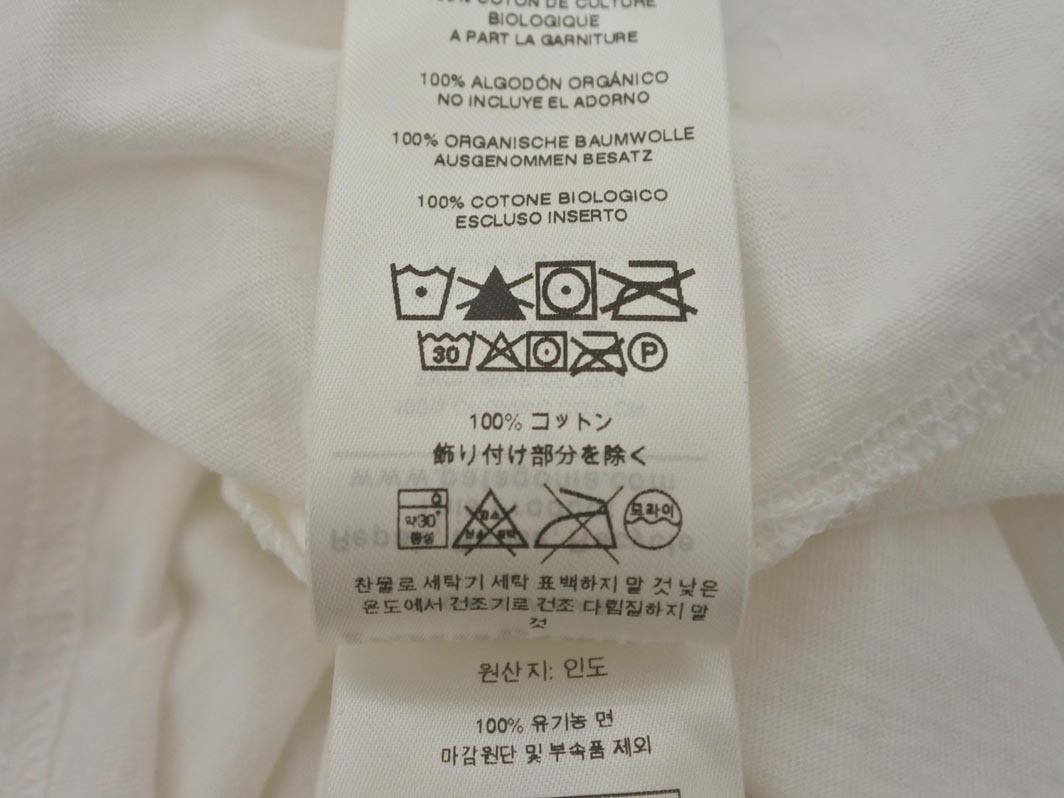 COTON DE CULTURE
BIOLOGIQUE
A PART LA GARNITURE
100% ALGODÓN ORGÁNICO
NO INCLUYE EL ADORNO
100% ORGANISCHE BAUMWOLLE
AUSGENOMMEN BESATZ
100% COTONE BIOLOGICO
ESCLUSO INSERTO
30
P
100% コットン
飾り付け部分を除く
약30°
중성
드라이
찬물로 세탁기 세탁 표백하지 말 것 낮은
온도에서 건조기로 건조 다림질하지 말
것
원산지: 인도
100% 유기농 면
마감원단 및 부속품 제외